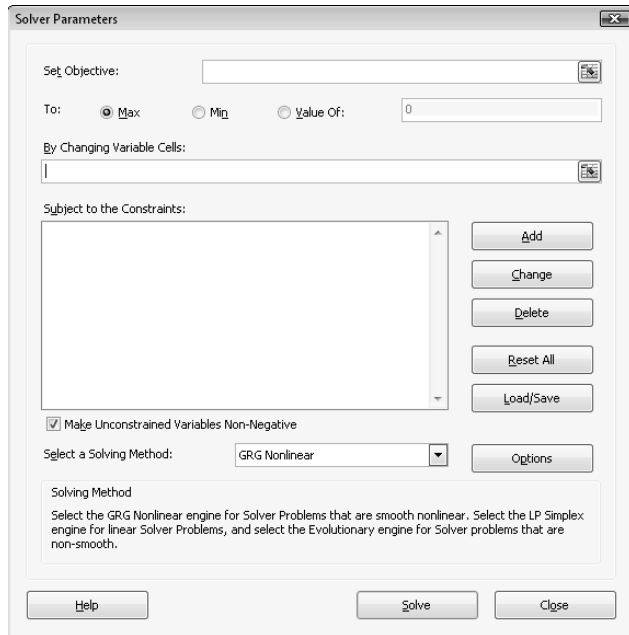 Solver Parameters
Set Objective:
To: Max Min Value Of: 0
By Changing Variable Cells:
Subject to the Constraints:
Add
Change
Delete
Reset All
Load/Save
Make Unconstrained Variables Non-Negative
Select a Solving Method: GRG Nonlinear Options
Solving Method
Select the GRG Nonlinear engine for Solver Problems that are smooth nonlinear. Select the LP Simplex
engine for linear Solver Problems, and select the Evolutionary engine for Solver problems that are
non-smooth.
Help Solve Close